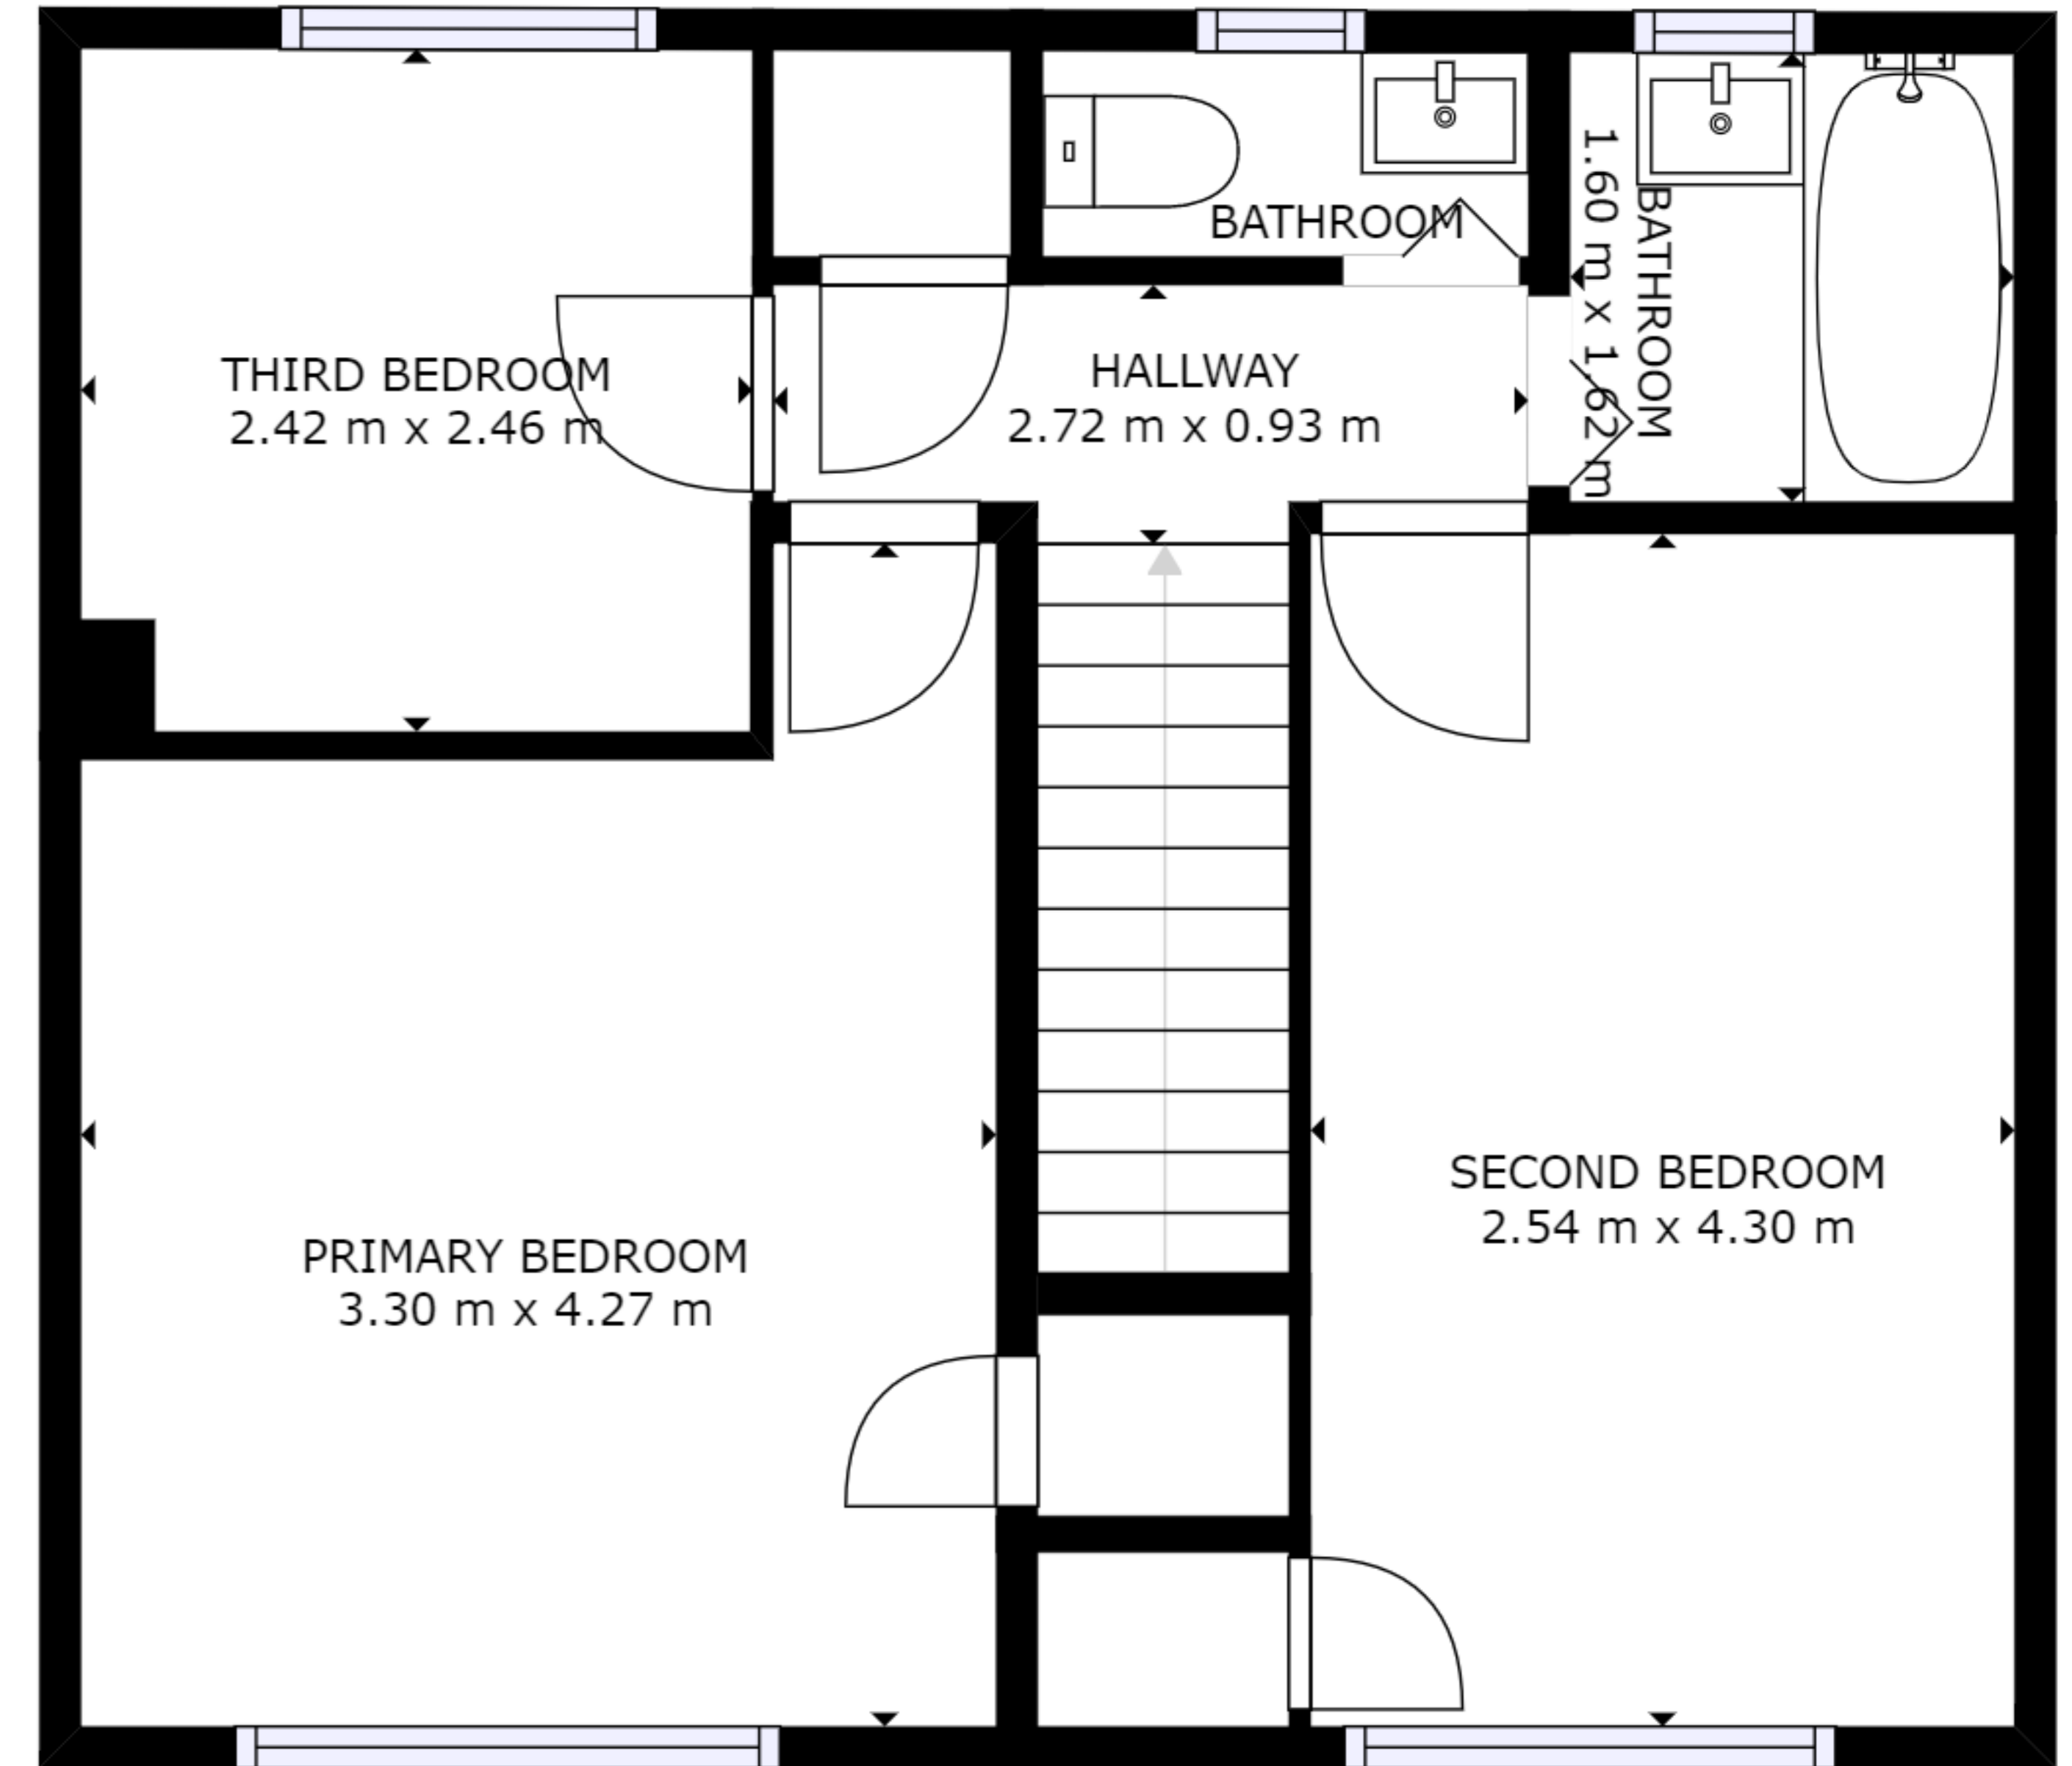 BATHROOM
BATHROOM
1.60 m x 1.62 m
THIRD BEDROOM
2.42 m x 2.46 m
HALLWAY
2.72 m x 0.93 m
SECOND BEDROOM
2.54 m x 4.30 m
PRIMARY BEDROOM
3.30 m x 4.27 m